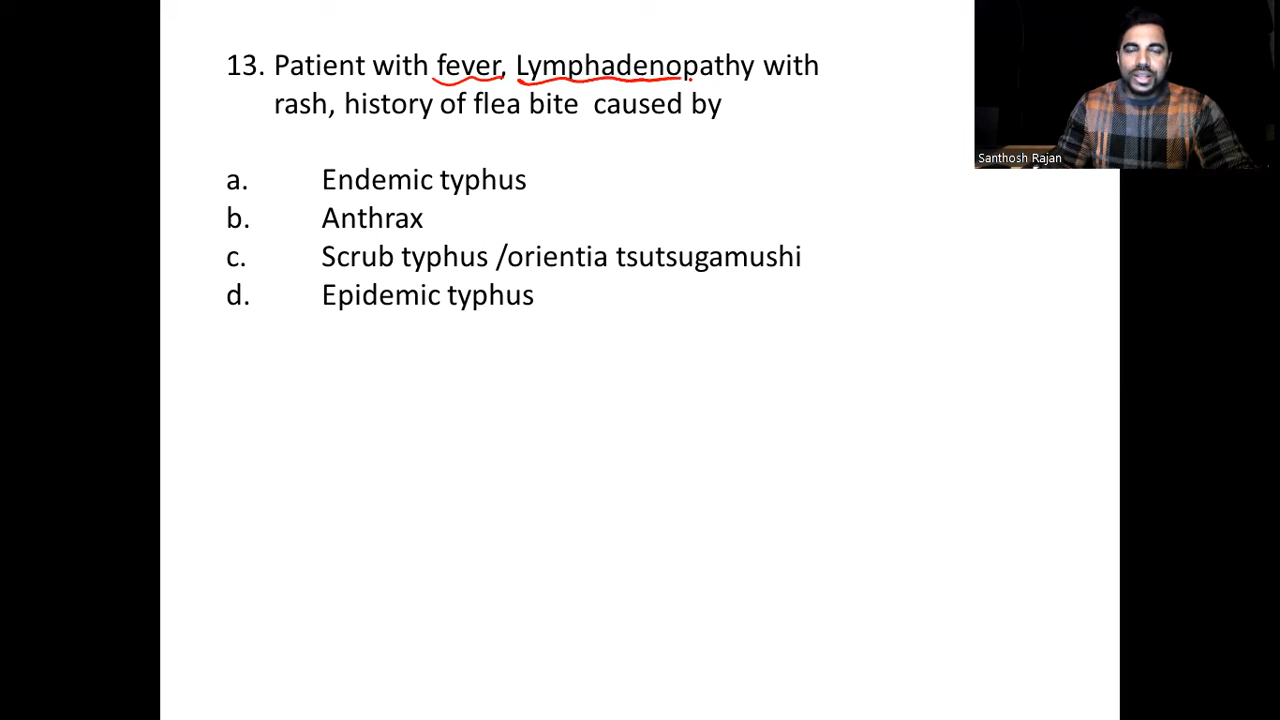 13. Patient with fever, Lymphadenopathy with
rash, history of flea bite caused by
a. Endemic typhus
b. Anthrax
c. Scrub typhus /orientia tsutsugamushi
d. Epidemic typhus
Santhosh Rajan